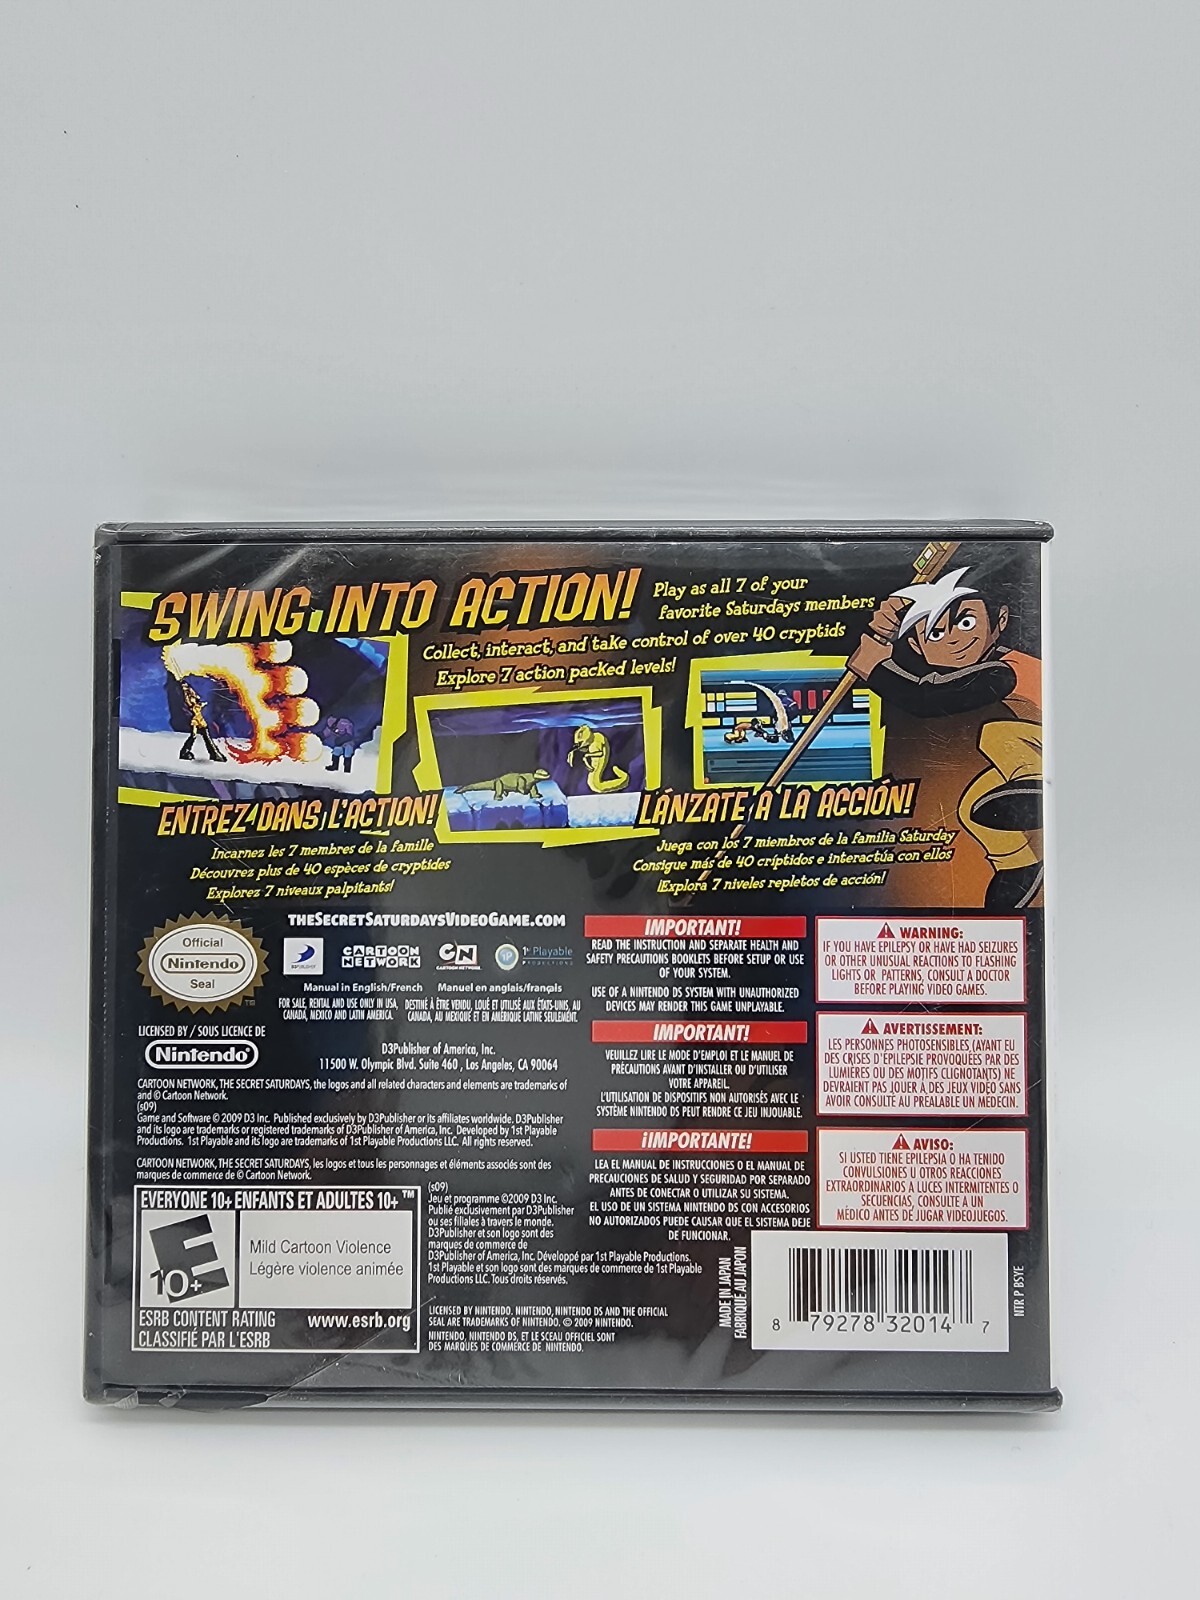 SWING INTO ACTION!
Play as all 7 of your
favorite Saturdays members
Collect, interact, and take control of over 40 cryptids
Explore 7 action packed levels!
ENTREZ DANS L'ACTION!
Incarnez les 7 membres de la famille
Découvrez plus de 40 espèces de cryptides
Explorez 7 niveaux palpitants!
LÁNZATE A LA ACCIÓN!
Juega con los 7 miembros de la familia Saturday
Consigue más de 40 críptidos e interactúa con ellos
¡Explora 7 niveles repletos de acción!
Official
Nintendo
Seal
TM
THESECRETSATURDAYSVIDEOGAME.COM
D3PUBLISHER
CARTOON
NETWORK
CN
CARTOON NETWORK
1P
1st Playable
PRODUCTIONS
Manual in English/French
Manuel en anglais/français
FOR SALE, RENTAL AND USE ONLY IN USA,
CANADA, MEXICO AND LATIN AMERICA.
DESTINÉ À ÊTRE VENDU, LOUÉ ET UTILISÉ AUX ÉTATS-UNIS, AU
CANADA, AU MEXIQUE ET EN AMÉRIQUE LATINE SEULEMENT.
LICENSED BY / SOUS LICENCE DE
Nintendo®
D3Publisher of America, Inc.
11500 W. Olympic Blvd. Suite 460 , Los Angeles, CA 90064
CARTOON NETWORK, THE SECRET SATURDAYS, the logos and all related characters and elements are trademarks of
and © Cartoon Network.
(s09)
Game and Software © 2009 D3 Inc. Published exclusively by D3Publisher or its affiliates worldwide. D3Publisher
and its logo are trademarks or registered trademarks of D3Publisher of America, Inc. Developed by 1st Playable
Productions. 1st Playable and its logo are trademarks of 1st Playable Productions LLC. All rights reserved.
CARTOON NETWORK, THE SECRET SATURDAYS, les logos et tous les personnages et éléments associés sont des
marques de commerce de © Cartoon Network.
(s09)
Jeu et programme ©2009 D3 Inc.
Publié exclusivement par D3Publisher
ou ses filiales à travers le monde.
D3Publisher et son logo sont des
marques de commerce de
D3Publisher of America, Inc. Développé par 1st Playable Productions.
1st Playable et son logo sont des marques de commerce de 1st Playable
Productions LLC. Tous droits réservés.
LICENSED BY NINTENDO. NINTENDO, NINTENDO DS AND THE OFFICIAL
SEAL ARE TRADEMARKS OF NINTENDO. © 2009 NINTENDO.
NINTENDO, NINTENDO DS, ET LE SCEAU OFFICIEL SONT
DES MARQUES DE COMMERCE DE NINTENDO.
EVERYONE 10+ ENFANTS ET ADULTES 10+ ™
E
10+
Mild Cartoon Violence
Légère violence animée
ESRB CONTENT RATING
www.esrb.org
CLASSIFIÉ PAR L'ESRB
IMPORTANT!
READ THE INSTRUCTION AND SEPARATE HEALTH AND
SAFETY PRECAUTIONS BOOKLETS BEFORE SETUP OR USE
OF YOUR SYSTEM.
USE OF A NINTENDO DS SYSTEM WITH UNAUTHORIZED
DEVICES MAY RENDER THIS GAME UNPLAYABLE.
IMPORTANT!
VEUILLEZ LIRE LE MODE D'EMPLOI ET LE MANUEL DE
PRÉCAUTIONS AVANT D'INSTALLER OU D'UTILISER
VOTRE APPAREIL.
L'UTILISATION DE DISPOSITIFS NON AUTORISÉS AVEC LE
SYSTÈME NINTENDO DS PEUT RENDRE CE JEU INJOUABLE.
¡IMPORTANTE!
LEA EL MANUAL DE INSTRUCCIONES O EL MANUAL DE
PRECAUCIONES DE SALUD Y SEGURIDAD POR SEPARADO
ANTES DE CONECTAR O UTILIZAR SU SISTEMA.
EL USO DE UN SISTEMA NINTENDO DS CON ACCESORIOS
NO AUTORIZADOS PUEDE CAUSAR QUE EL SISTEMA DEJE
DE FUNCIONAR.
WARNING:
IF YOU HAVE EPILEPSY OR HAVE HAD SEIZURES
OR OTHER UNUSUAL REACTIONS TO FLASHING
LIGHTS OR PATTERNS, CONSULT A DOCTOR
BEFORE PLAYING VIDEO GAMES.
AVERTISSEMENT:
LES PERSONNES PHOTOSENSIBLES (AYANT EU
DES CRISES D'ÉPILEPSIE PROVOQUÉES PAR DES
LUMIÈRES OU DES MOTIFS CLIGNOTANTS) NE
DEVRAIENT PAS JOUER À DES JEUX VIDÉO SANS
AVOIR CONSULTÉ AU PRÉALABLE UN MÉDECIN.
AVISO:
SI USTED TIENE EPILEPSIA O HA TENIDO
CONVULSIONES U OTROS REACCIONES
EXTRAORDINARIOS A LUCES INTERMITENTES O
SECUENCIAS, CONSULTE A UN
MÉDICO ANTES DE JUGAR VIDEOJUEGOS.
MADE IN JAPAN
FABRIQUÉ AU JAPON
8 79278 32014 7
NTR P BSYE